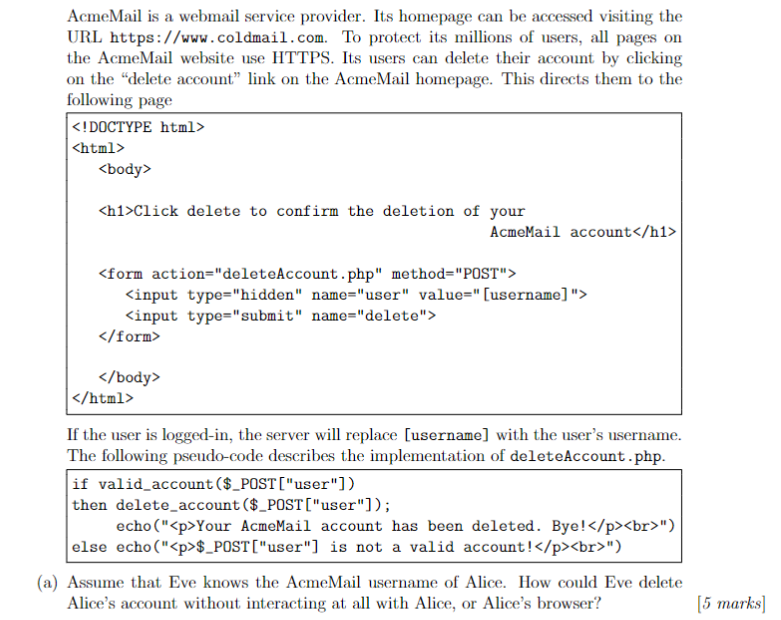 AcmeMail is a webmail service provider. Its homepage can be accessed visiting the
URL https://www.coldmail.com. To protect its millions of users, all pages on
the AcmeMail website use HTTPS. Its users can delete their account by clicking
on the “delete account” link on the AcmeMail homepage. This directs them to the
following page
<!DOCTYPE html>
<html>
<body>
<h1>Click delete to confirm the deletion of your
AcmeMail account</h1>
<form action="deleteAccount.php" method="POST">
<input type="hidden" name="user" value="[username]">
<input type="submit" name="delete">
</form>
</body>
</html>
If the user is logged-in, the server will replace [username] with the user’s username.
The following pseudo-code describes the implementation of deleteAccount.php.
if valid_account($_POST["user"])
then delete_account($_POST["user"]);
echo("<p>Your AcmeMail account has been deleted. Bye!</p><br>")
else echo("<p>$_POST["user"] is not a valid account!</p><br>")
(a) Assume that Eve knows the AcmeMail username of Alice. How could Eve delete
Alice’s account without interacting at all with Alice, or Alice’s browser? [5 marks]